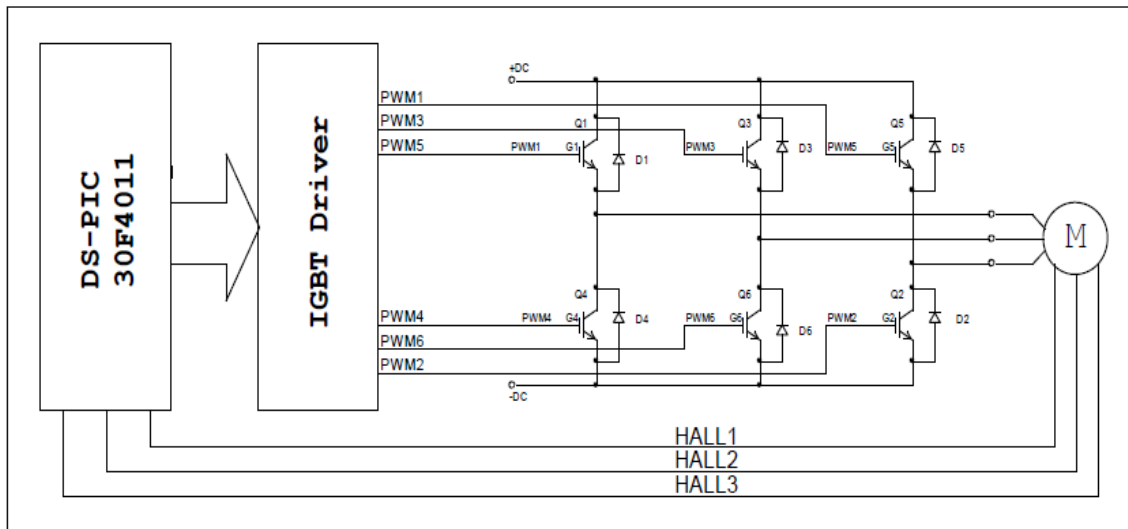 DS-PIC
30F4011
IGBT Driver
+DC
PWM1
PWM3
PWM5
PWM1
Q1
G1
D1
PWM3
Q3
D3
PWM5
Q5
G5
D5
M
PWM4
PWM6
PWM2
PWM4
Q4
G4
D4
PWM6
Q6
G6
D6
PWM2
Q2
G2
D2
-DC
HALL1
HALL2
HALL3